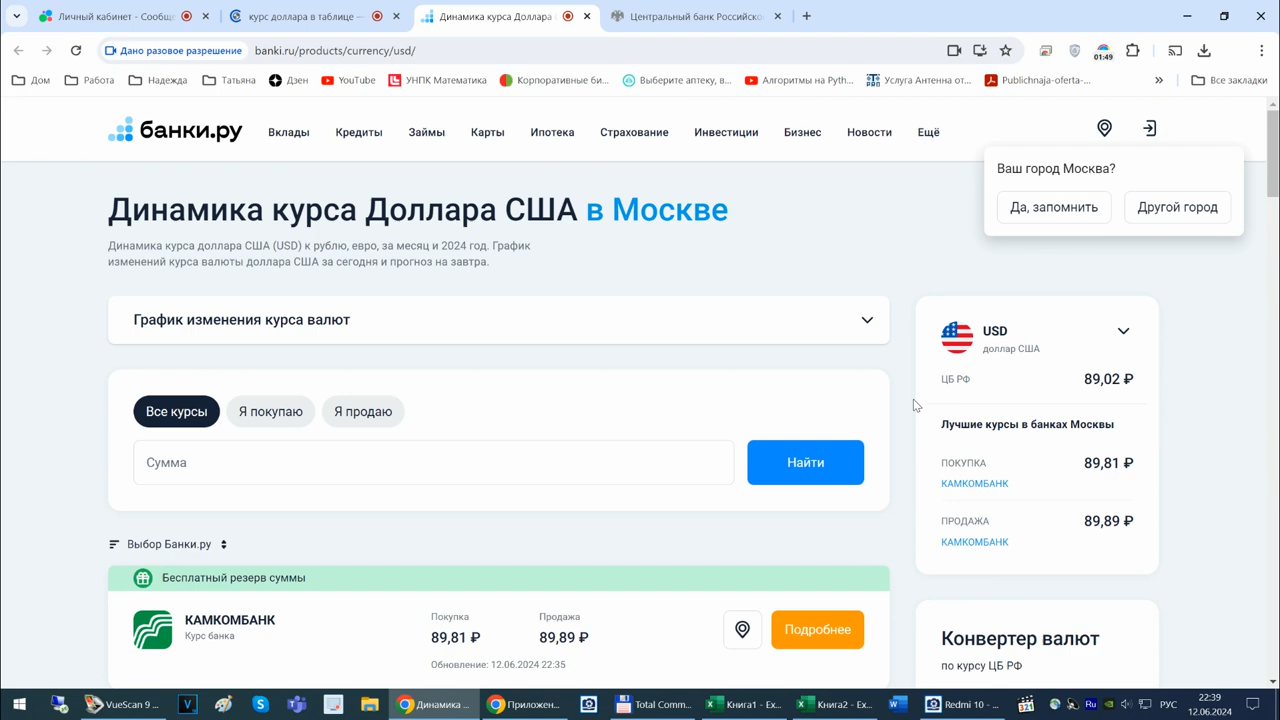 Личный кабинет - Сообще
курс доллара в таблице —
Динамика курса Доллара
Центральный банк Российско
Дано разовое разрешение
banki.ru/products/currency/usd/
01:49
Дом
Работа
Надежда
Татьяна
Дзен
YouTube
УНПК Математика
Корпоративные би...
Выберите аптеку, в...
Алгоритмы на Pyth...
Услуга Антенна от...
Publichnaja-oferta-...
»
Все закладки
банки.ру
Вклады
Кредиты
Займы
Карты
Ипотека
Страхование
Инвестиции
Бизнес
Новости
Ещё
Ваш город Москва?
Да, запомнить
Другой город
Динамика курса Доллара США в Москве
Динамика курса доллара США (USD) к рублю, евро, за месяц и 2024 год. График
изменений курса валюты доллара США за сегодня и прогноз на завтра.
График изменения курса валют
Все курсы
Я покупаю
Я продаю
Сумма
Найти
USD
доллар США
ЦБ РФ
89,02 ₽
Лучшие курсы в банках Москвы
ПОКУПКА
89,81 ₽
КАМКОМБАНК
ПРОДАЖА
89,89 ₽
КАМКОМБАНК
Выбор Банки.ру
Бесплатный резерв суммы
КАМКОМБАНК
Курс банка
Покупка
89,81 ₽
Продажа
89,89 ₽
Обновление: 12.06.2024 22:35
Подробнее
Конвертер валют
по курсу ЦБ РФ
VueScan 9 ...
Динамика ...
Приложен...
Total Comm...
Книга1 - Ex...
Книга2 - Ex...
Redmi 10 - ...
РУС
22:39
12.06.2024